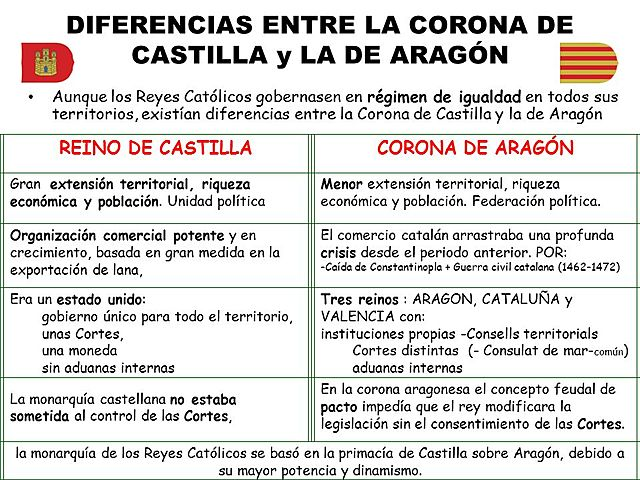 DIFERENCIAS ENTRE LA CORONA DE
CASTILLA y LA DE ARAGÓN
• Aunque los Reyes Católicos gobernasen en régimen de igualdad en todos sus
territorios, existían diferencias entre la Corona de Castilla y la de Aragón
REINO DE CASTILLA
CORONA DE ARAGÓN
Gran extensión territorial, riqueza
económica y población. Unidad política
Menor extensión territorial, riqueza
económica y población. Federación política.
Organización comercial potente y en
crecimiento, basada en gran medida en la
exportación de lana,
El comercio catalán arrastraba una profunda
crisis desde el periodo anterior. POR:
-Caída de Constantinopla + Guerra civil catalana (1462-1472)
Era un estado unido:
gobierno único para todo el territorio,
unas Cortes,
una moneda
sin aduanas internas
Tres reinos : ARAGON, CATALUÑA y
VALENCIA con:
instituciones propias -Consells territorials
Cortes distintas (- Consulat de mar-común)
aduanas internas
La monarquía castellana no estaba
sometida al control de las Cortes,
En la corona aragonesa el concepto feudal de
pacto impedía que el rey modificara la
legislación sin el consentimiento de las Cortes.
la monarquía de los Reyes Católicos se basó en la primacía de Castilla sobre Aragón, debido a
su mayor potencia y dinamismo.